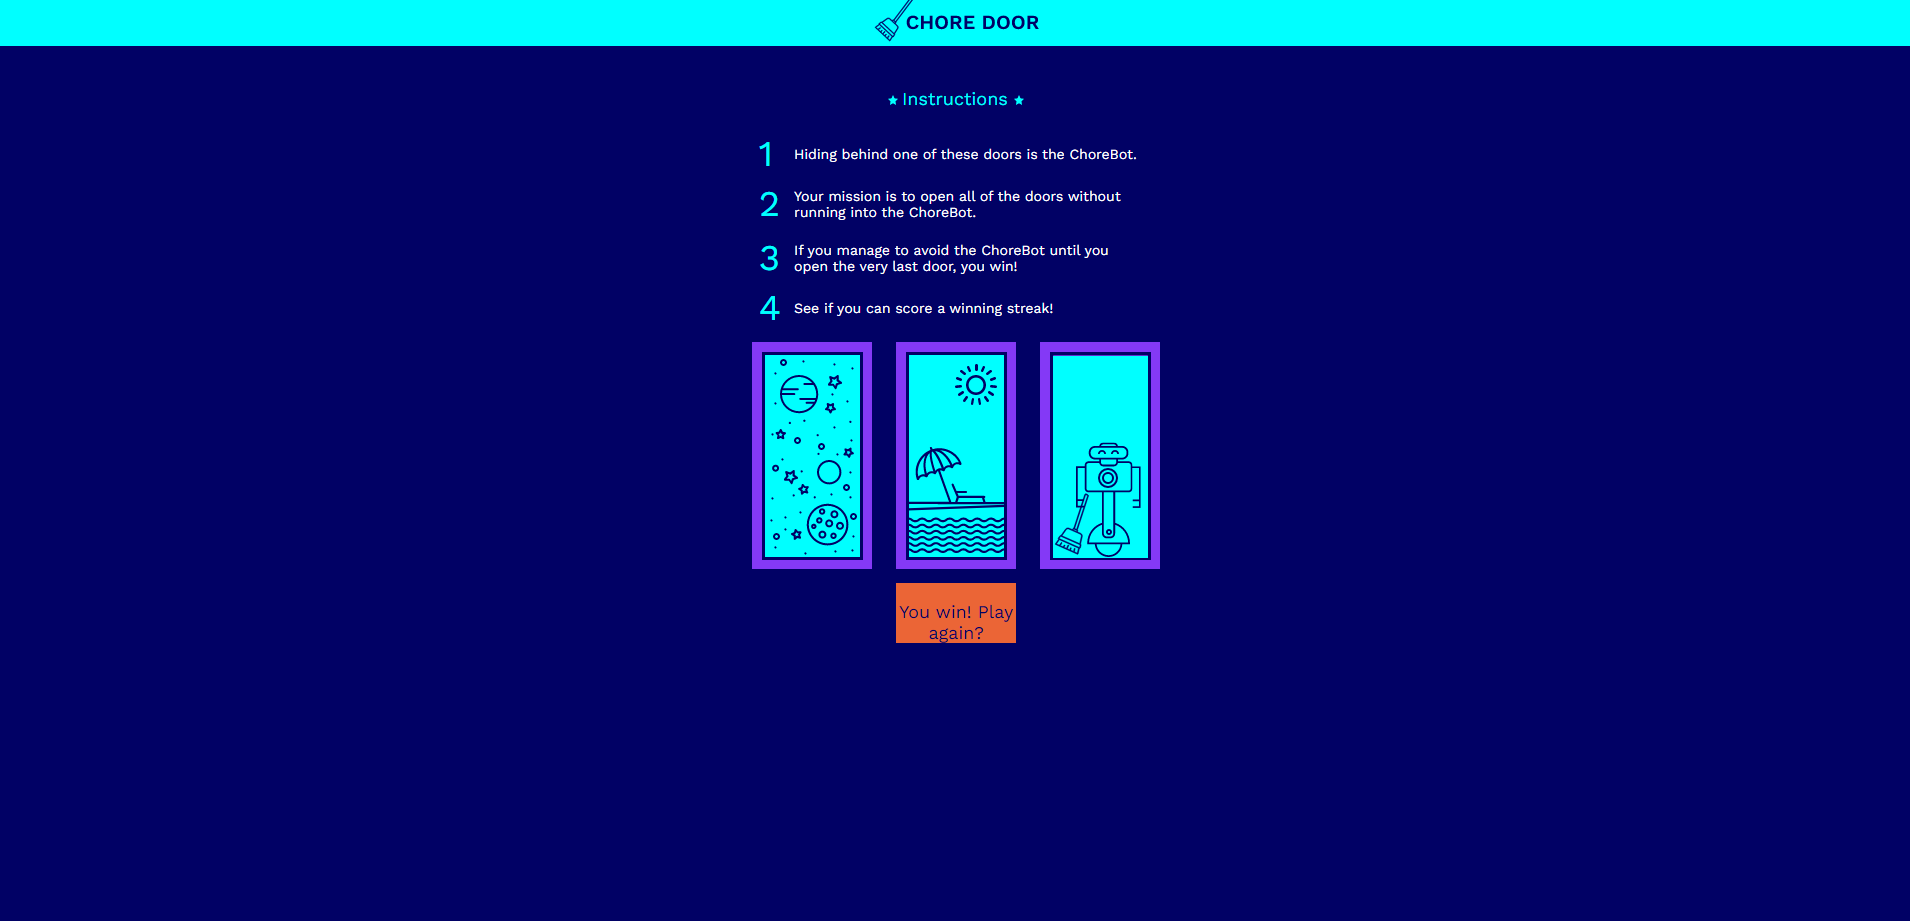 CHORE DOOR
Instructions
1 Hiding behind one of these doors is the ChoreBot.
2 Your mission is to open all of the doors without
running into the ChoreBot.
3 If you manage to avoid the ChoreBot until you
open the very last door, you win!
4 See if you can score a winning streak!
You win! Play
again?